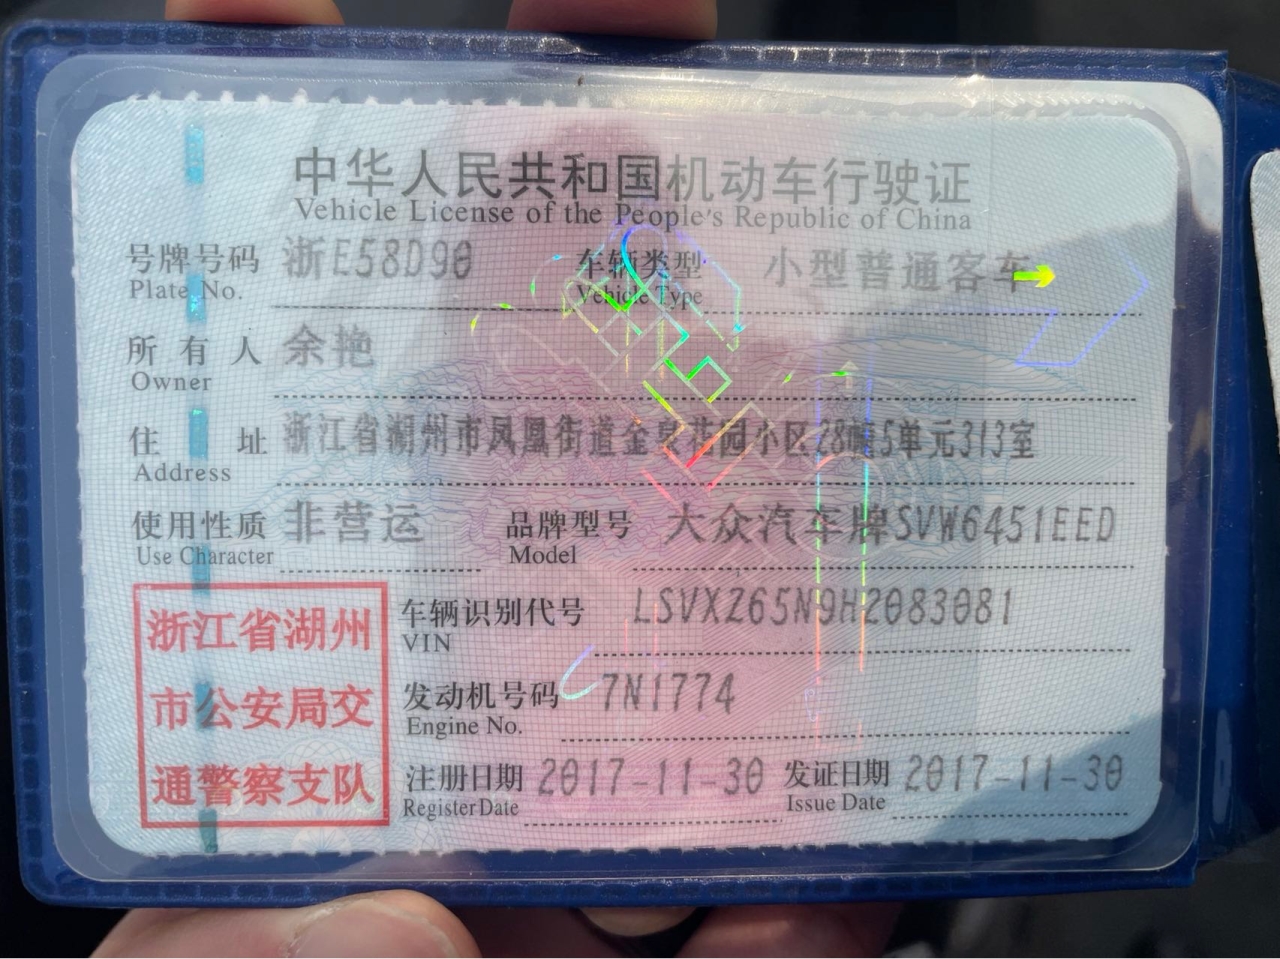 中华人民共和国机动车行驶证
Vehicle License of the People's Republic of China
号牌号码 浙E58D90 车辆类型 小型普通客车
Plate No. Vehicle Type
所有人 余艳
Owner
住址 浙江省湖州市凤凰街道金泉花园小区28幢5单元313室
Address
使用性质 非营运 品牌型号 大众汽车牌SVW6451EED
Use Character Model
浙江省湖州
市公安局交
通警察支队
车辆识别代号 LSVXZ65N9H2083081
VIN
发动机号码 7N1774
Engine No.
注册日期 2017-11-30 发证日期 2017-11-30
Register Date Issue Date